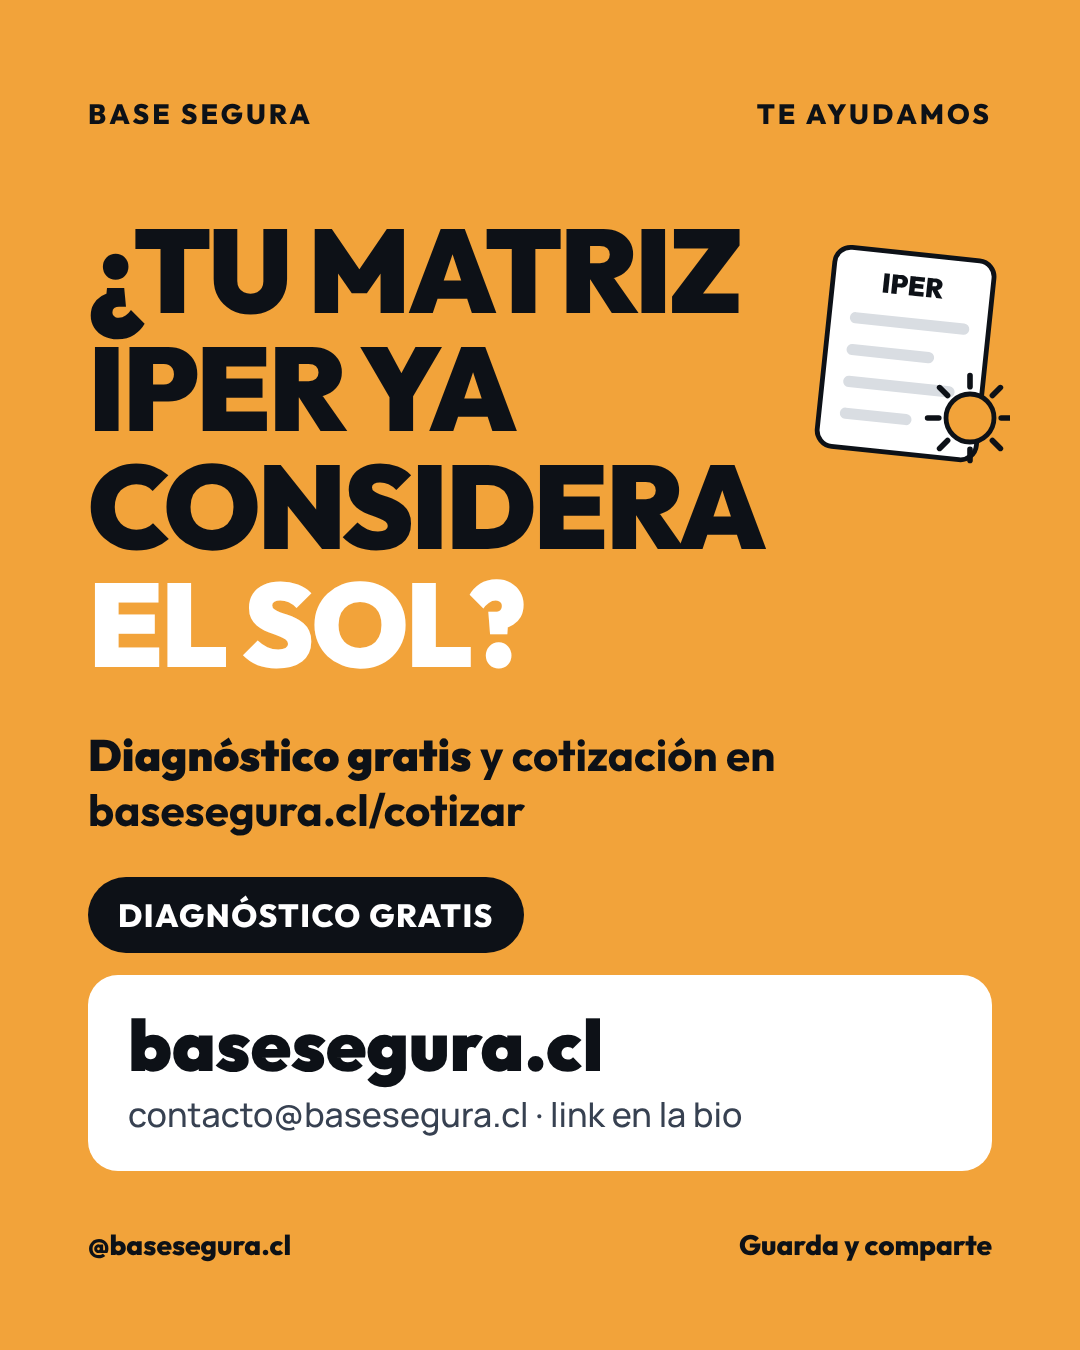 BASE SEGURA
TE AYUDAMOS
¿TU MATRIZ
IPER YA
CONSIDERA
EL SOL?
IPER
Diagnóstico gratis y cotización en
basesegura.cl/cotizar
DIAGNÓSTICO GRATIS
basesegura.cl
contacto@basesegura.cl · link en la bio
@basesegura.cl
Guarda y comparte